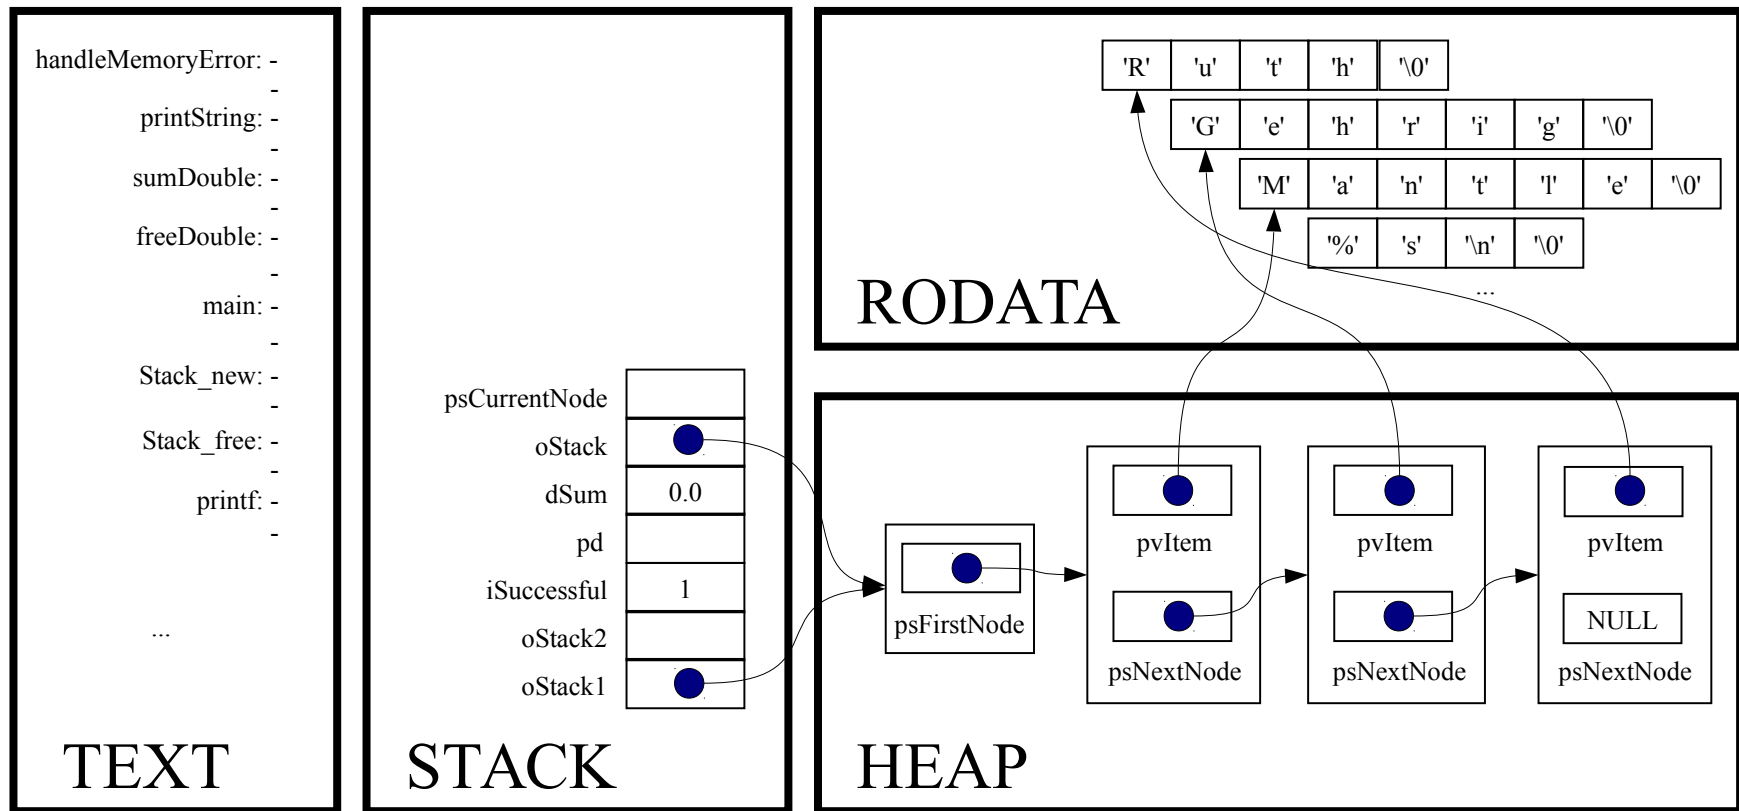 handleMemoryError: -
-
printString: -
-
sumDouble: -
-
freeDouble: -
-
main: -
-
Stack_new: -
-
Stack_free: -
-
printf: -
-
...
TEXT
psCurrentNode
oStack
dSum 0.0
pd
iSuccessful 1
oStack2
oStack1
STACK
'R' 'u' 't' 'h' '\0'
'G' 'e' 'h' 'r' 'i' 'g' '\0'
'M' 'a' 'n' 't' 'l' 'e' '\0'
'%' 's' '\n' '\0'
...
RODATA
pvItem pvItem pvItem
psFirstNode NULL
psNextNode psNextNode psNextNode
HEAP